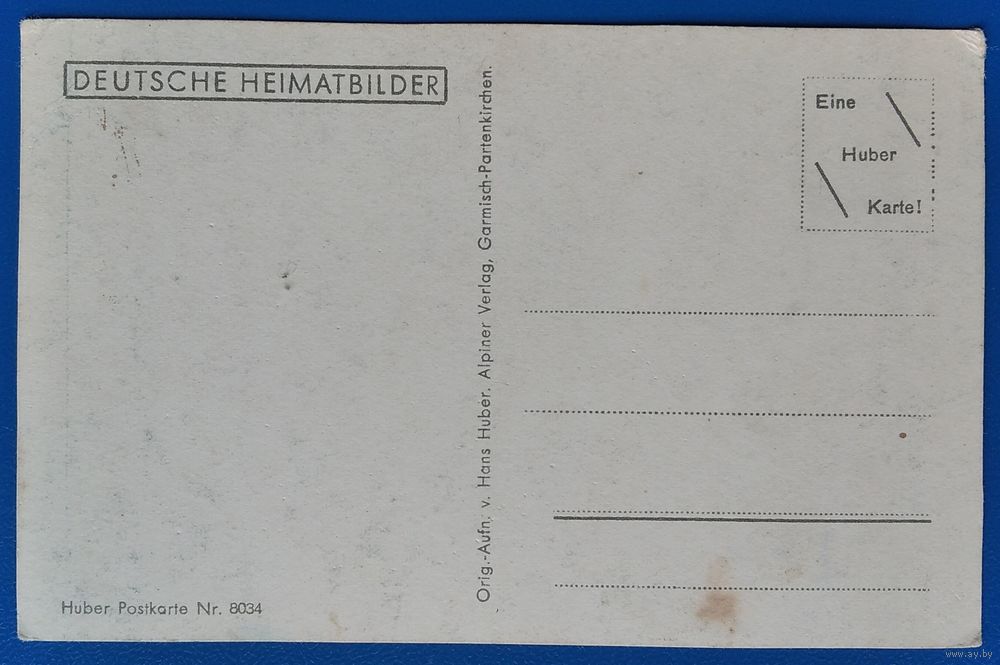 DEUTSCHE HEIMATBILDER
Huber Postkarte Nr. 8034
Orig.-Aufn. v. Hans Huber. Alpiner Verlag, Garmisch-Partenkirchen.
Eine
Huber
Karte!
www.ay.by